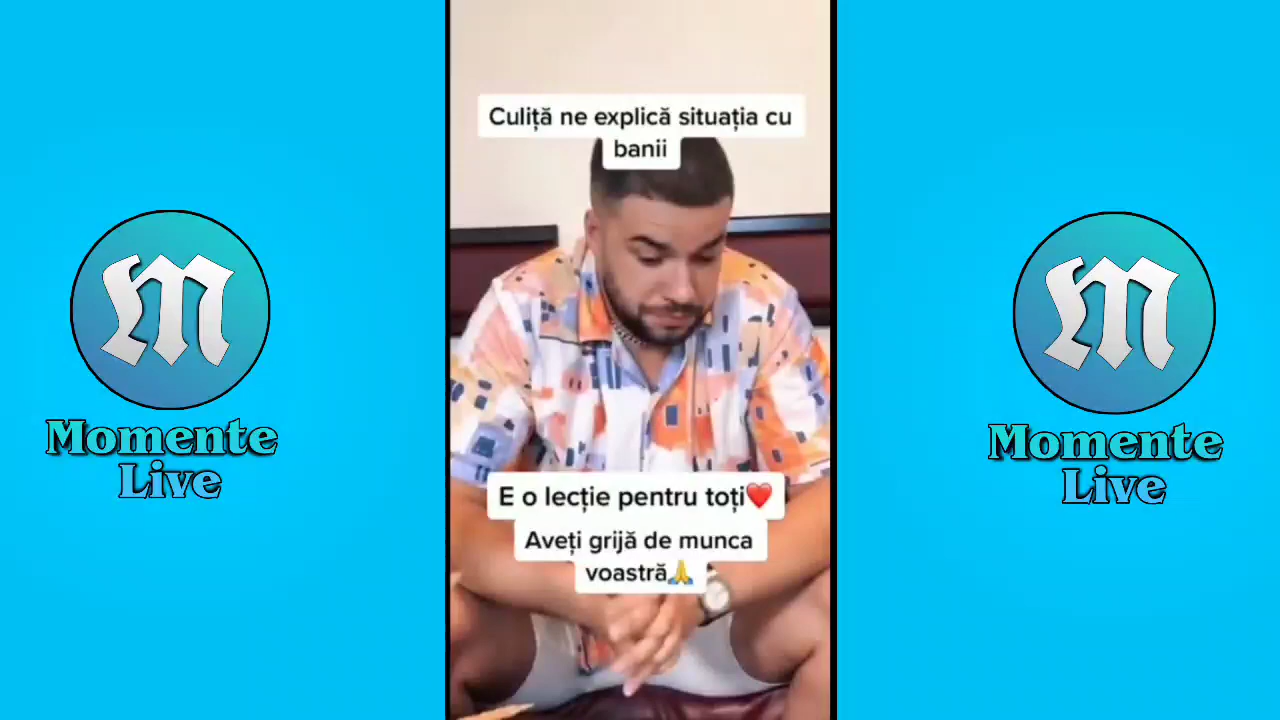 Culiță ne explică situația cu
banii
E o lecție pentru toți❤️
Aveți grijă de munca
voastră🙏
M
Momente
Live
M
Momente
Live